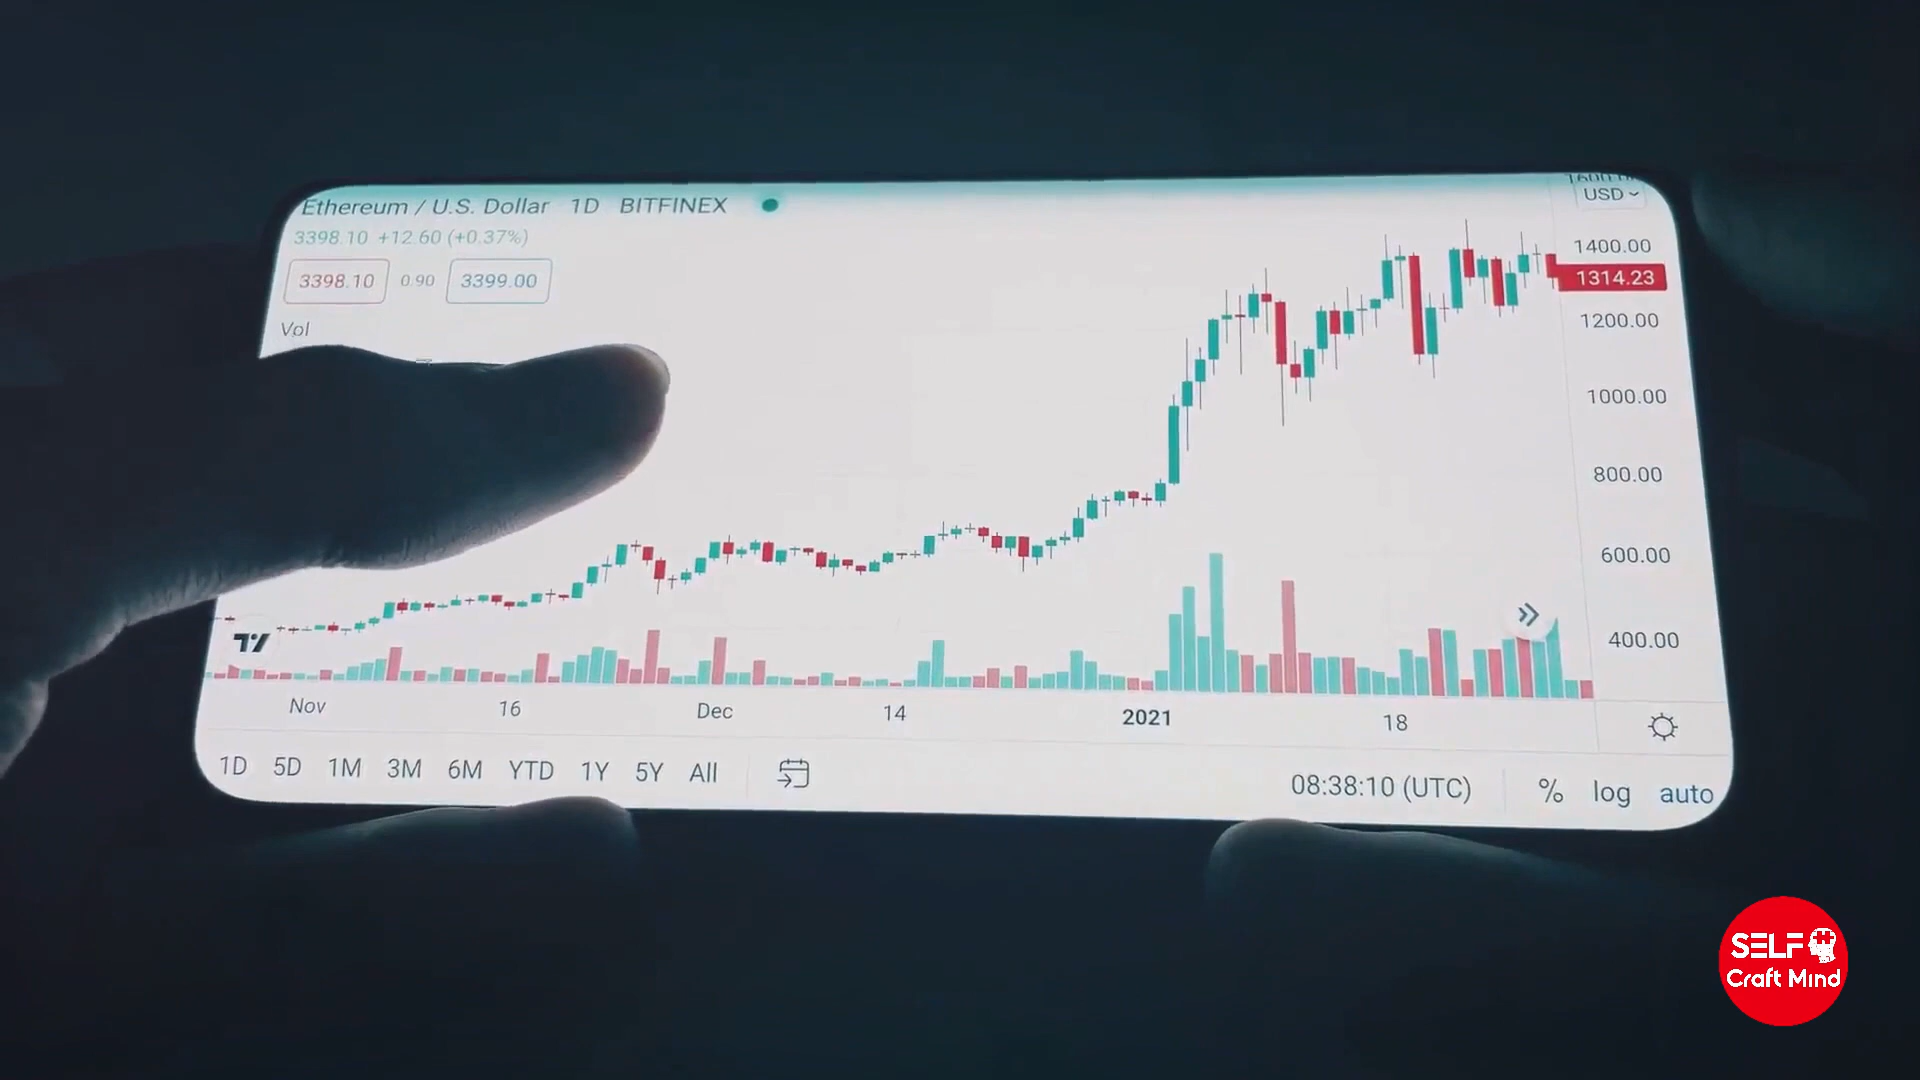 Ethereum / U.S. Dollar 1D BITFINEX
3398.10 +12.60 (+0.37%)
3398.10 0.90 3399.00
Vol
USD
1400.00
1314.23
1200.00
1000.00
800.00
600.00
400.00
Nov 16 Dec 14 2021 18
1D 5D 1M 3M 6M YTD 1Y 5Y All
08:38:10 (UTC) % log auto
SELF
Craft Mind